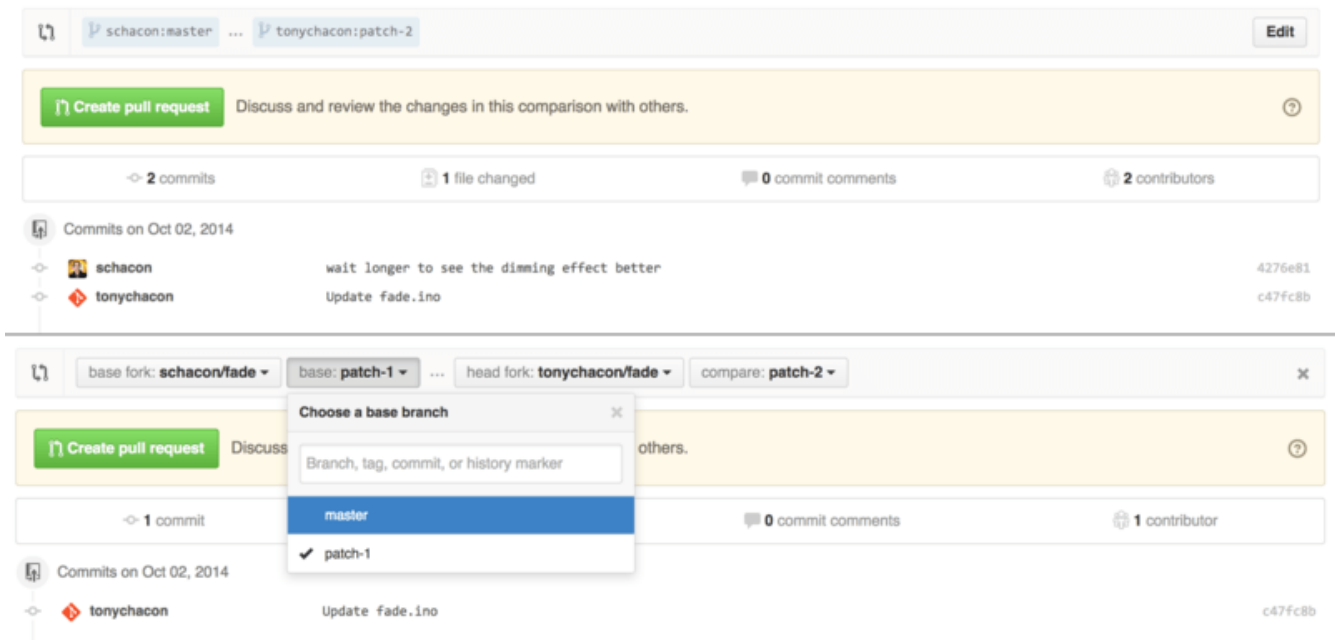 schacon:master ... tonychacon:patch-2 Edit
Create pull request Discuss and review the changes in this comparison with others.
2 commits 1 file changed 0 commit comments 2 contributors
Commits on Oct 02, 2014
schacon wait longer to see the dimming effect better 4276e81
tonychacon Update fade.ino c47fc8b
base fork: schacon/fade base: patch-1 ... head fork: tonychacon/fade compare: patch-2
Choose a base branch
Create pull request Discuss others.
Branch, tag, commit, or history marker
master
1 commit 0 commit comments 1 contributor
patch-1
Commits on Oct 02, 2014
tonychacon Update fade.ino c47fc8b